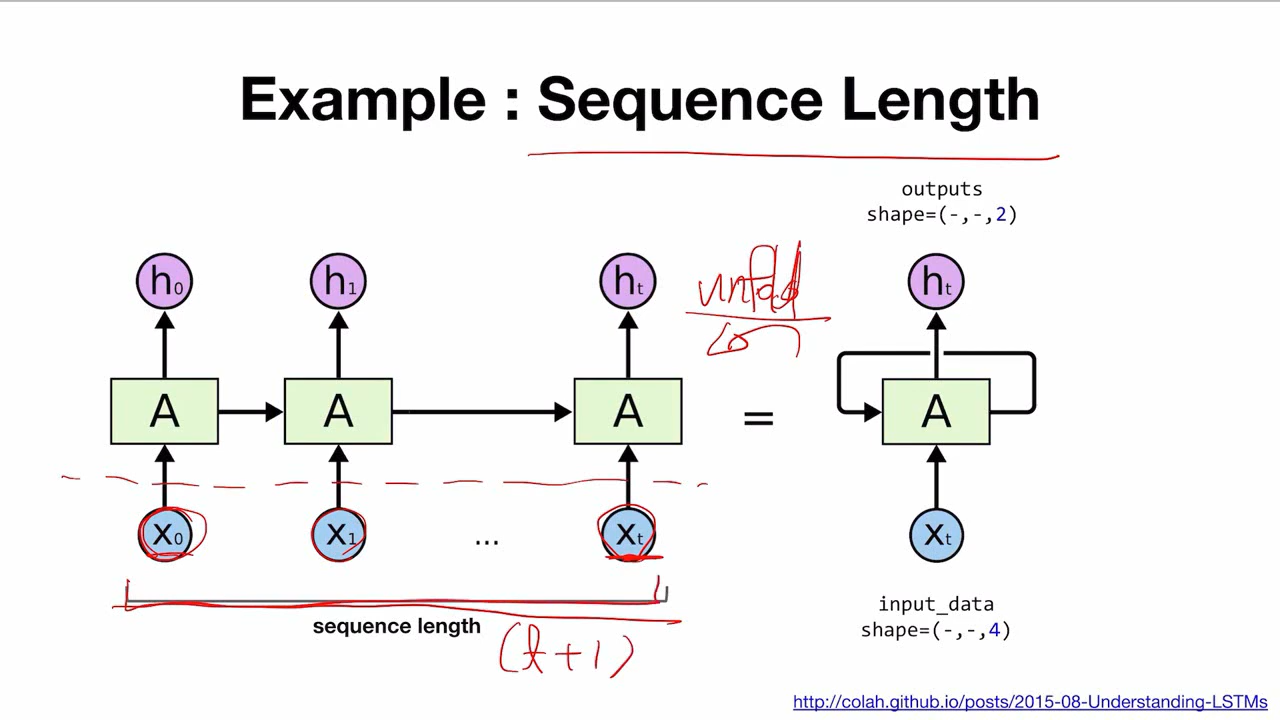 Example : Sequence Length
outputs
shape=(-,-,2)
h0 h1 ht unfold ht
A A A = A
x0 x1 ... xt xt
sequence length
(t+1)
input_data
shape=(-,-,4)
http://colah.github.io/posts/2015-08-Understanding-LSTMs